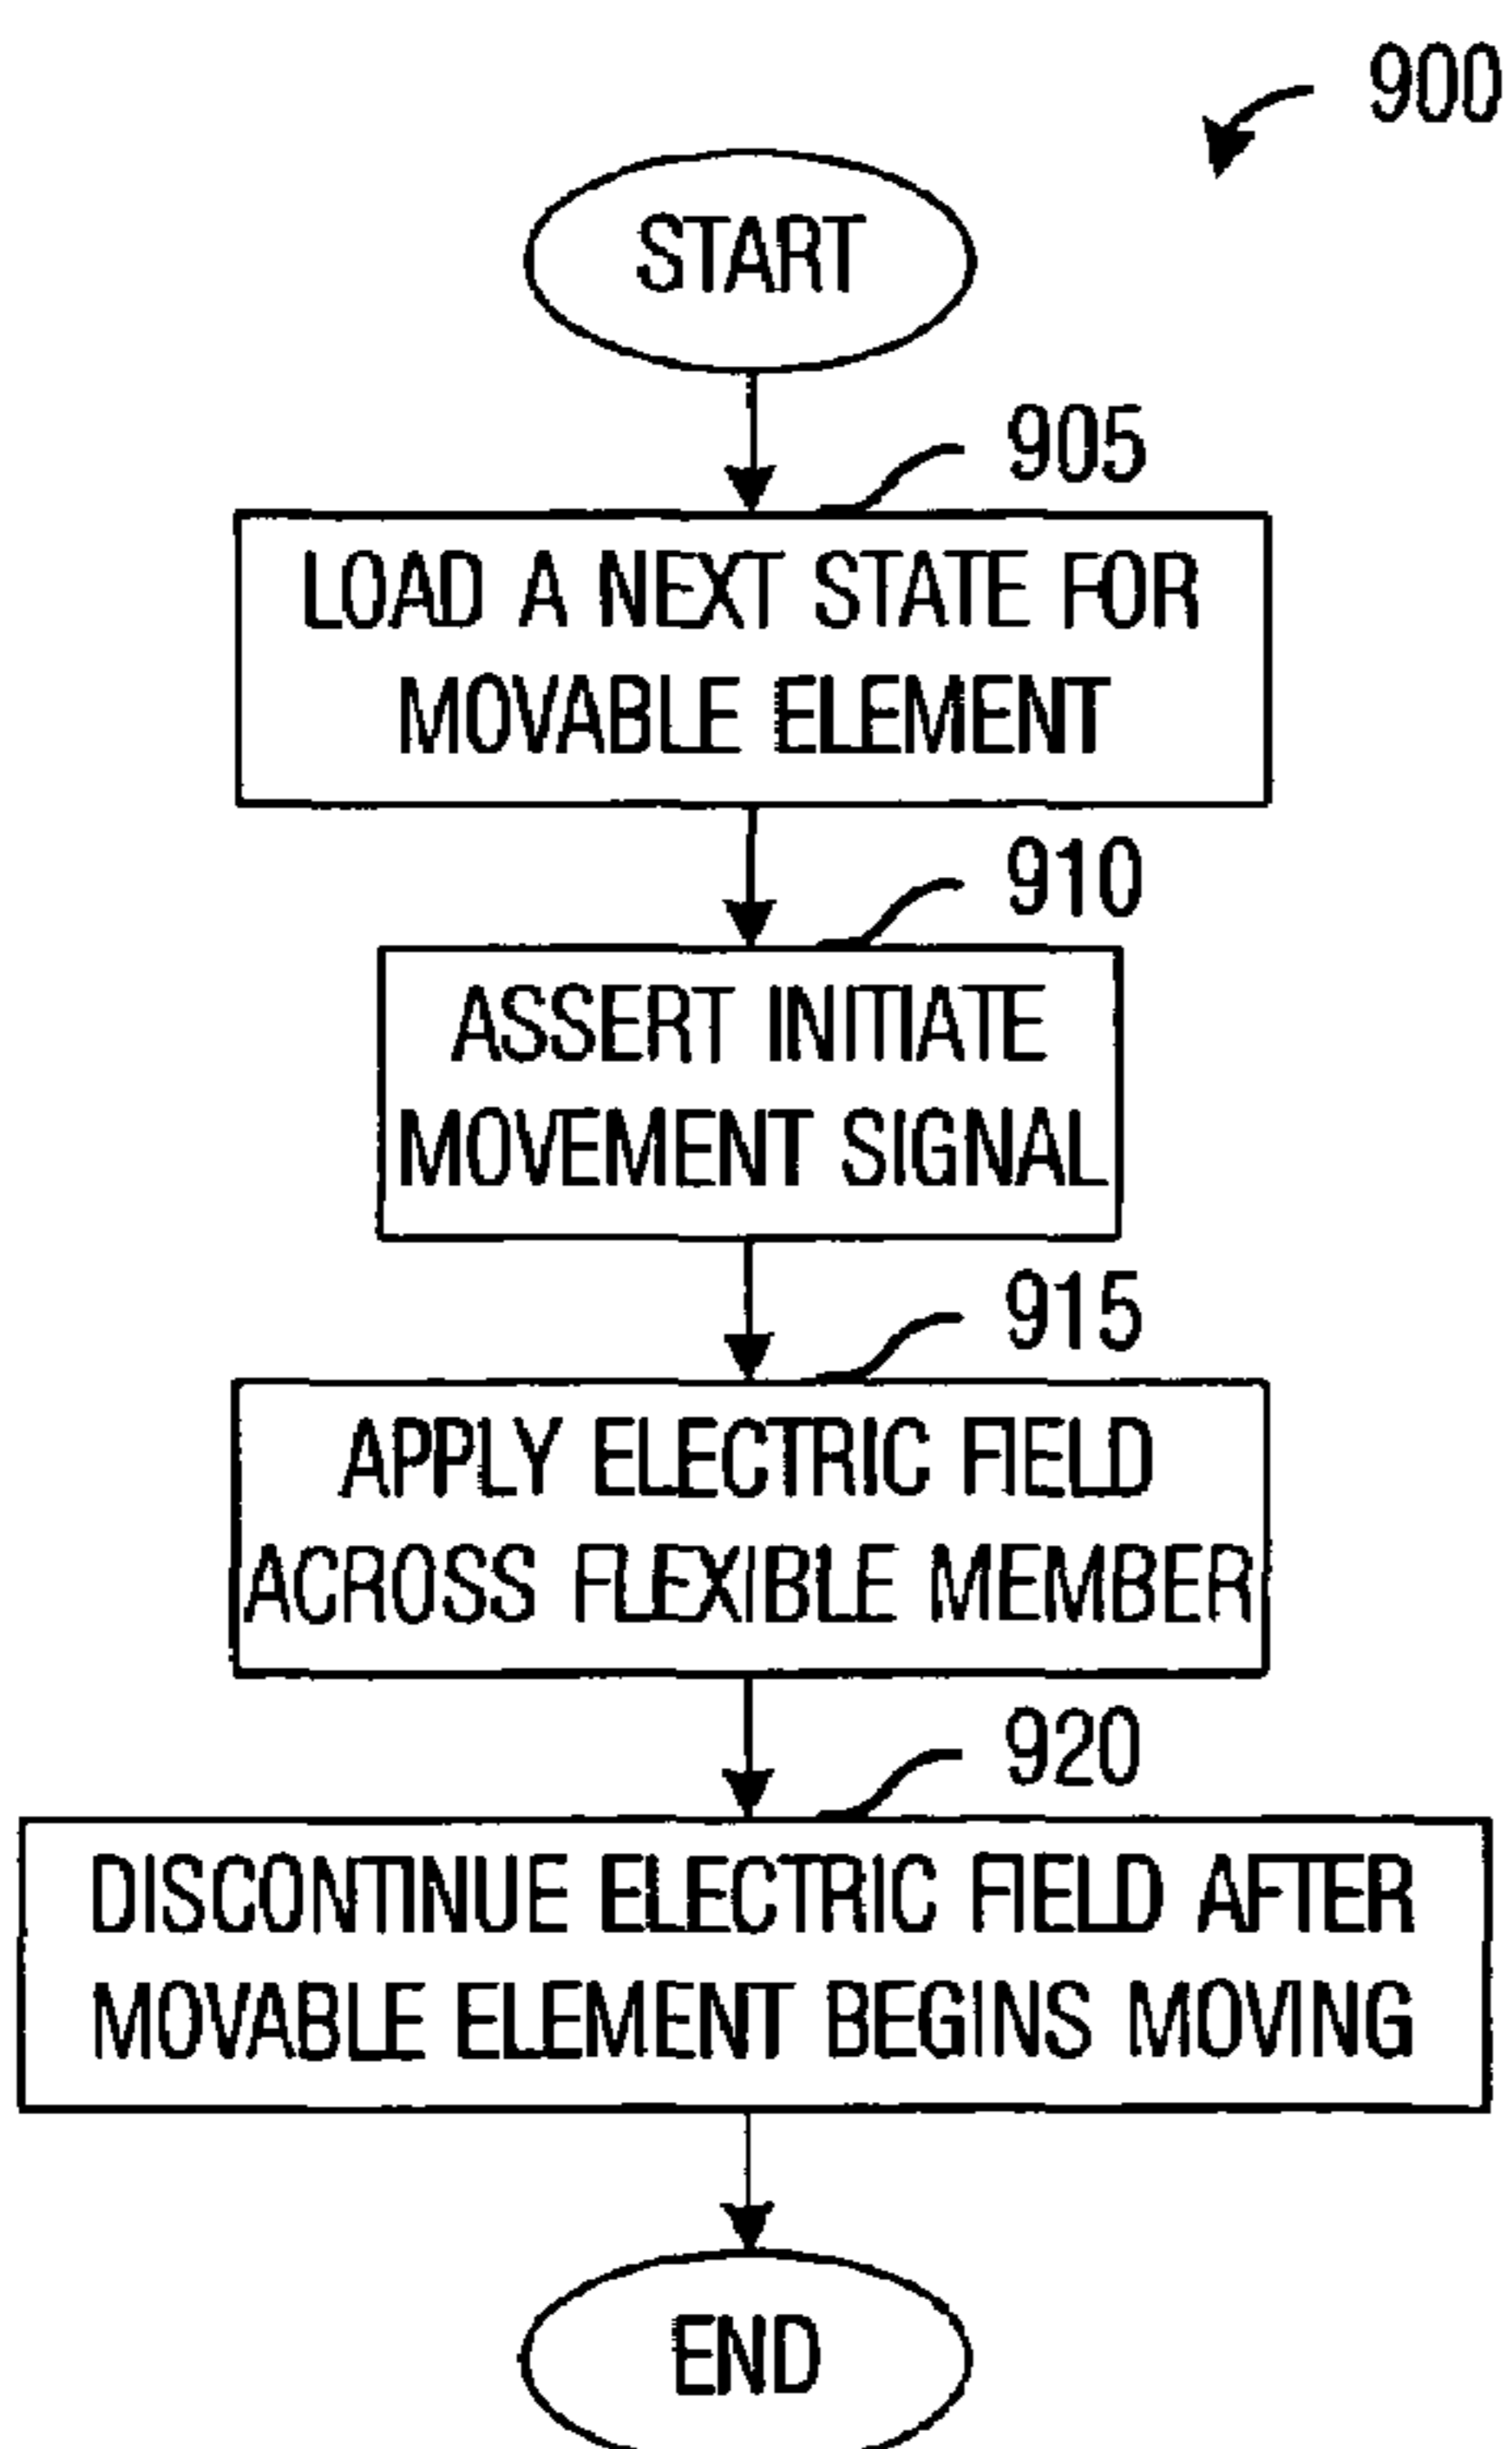 900
START
905
LOAD A NEXT STATE FOR
MOVABLE ELEMENT
910
ASSERT INITIATE
MOVEMENT SIGNAL
915
APPLY ELECTRIC FIELD
ACROSS FLEXIBLE MEMBER
920
DISCONTINUE ELECTRIC FIELD AFTER
MOVABLE ELEMENT BEGINS MOVING
END